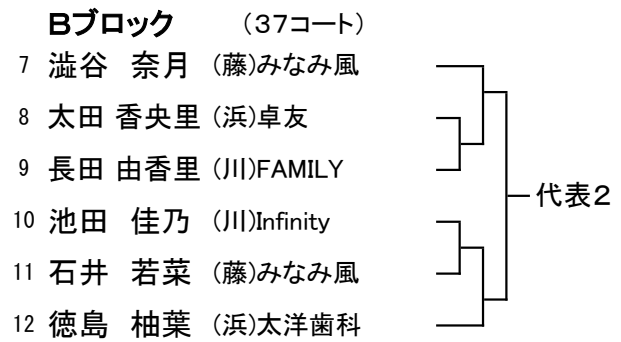 Bブロック （37コート）
7 澁谷 奈月 (藤)みなみ風
8 太田 香央里 (浜)卓友
9 長田 由香里 (川)FAMILY
代表2
10 池田 佳乃 (川)Infinity
11 石井 若菜 (藤)みなみ風
12 徳島 柚葉 (浜)太洋歯科